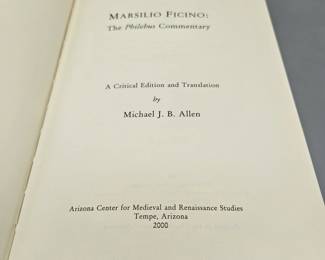 MARSILIO FICINO:
The Philebus Commentary
A Critical Edition and Translation
by
Michael J. B. Allen
Arizona Center for Medieval and Renaissance Studies
Tempe, Arizona
2000